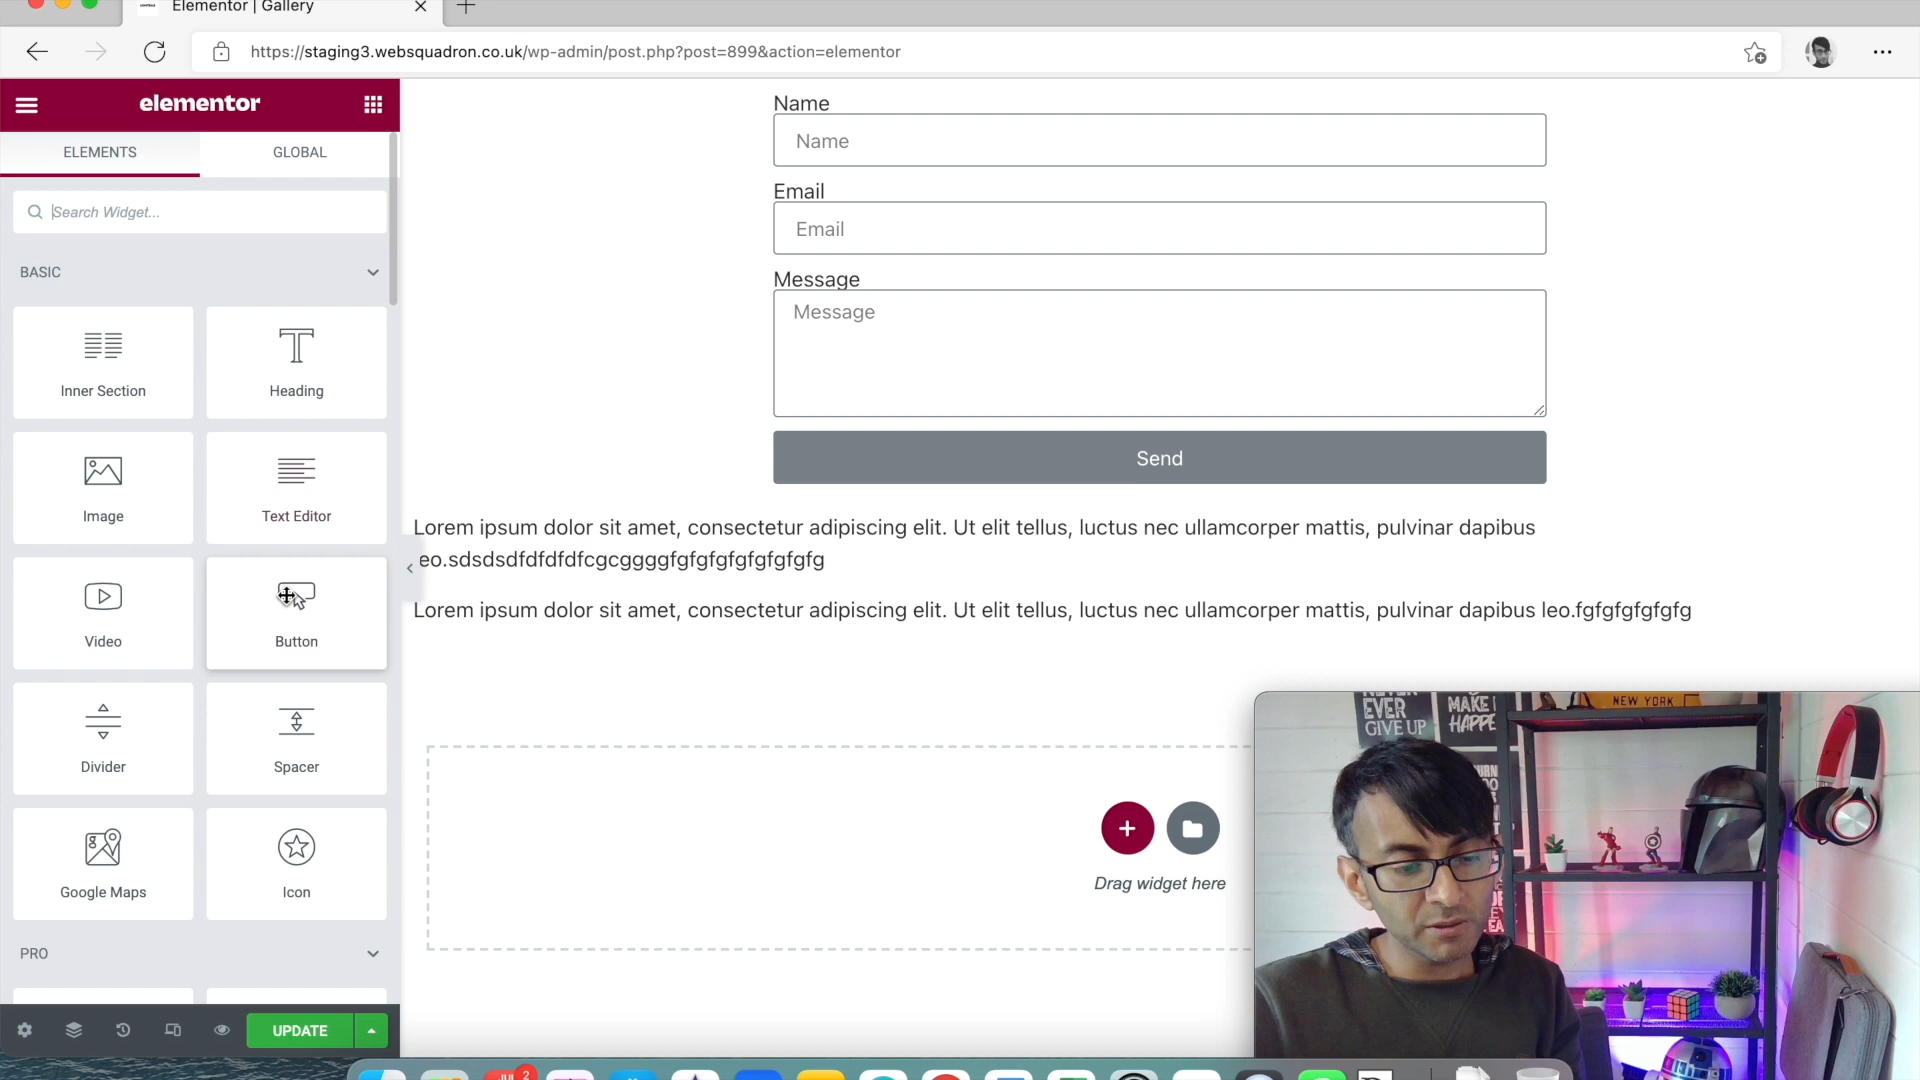 Elementor | Gallery
https://staging3.websquadron.co.uk/wp-admin/post.php?post=899&action=elementor
elementor
ELEMENTS
GLOBAL
Search Widget...
BASIC
Inner Section
Heading
Image
Text Editor
Video
Button
Divider
Spacer
Google Maps
Icon
PRO
UPDATE
Name
Name
Email
Email
Message
Message
Send
Lorem ipsum dolor sit amet, consectetur adipiscing elit. Ut elit tellus, luctus nec ullamcorper mattis, pulvinar dapibus
eo.sdsdsdfdfdfdfcgcggggfgfgfgfgfgfgfgfg
Lorem ipsum dolor sit amet, consectetur adipiscing elit. Ut elit tellus, luctus nec ullamcorper mattis, pulvinar dapibus leo.fgfgfgfgfgfg
Drag widget here
EVER
GIVE UP
MAKE
HAPPE
NEW YORK
JUL
2